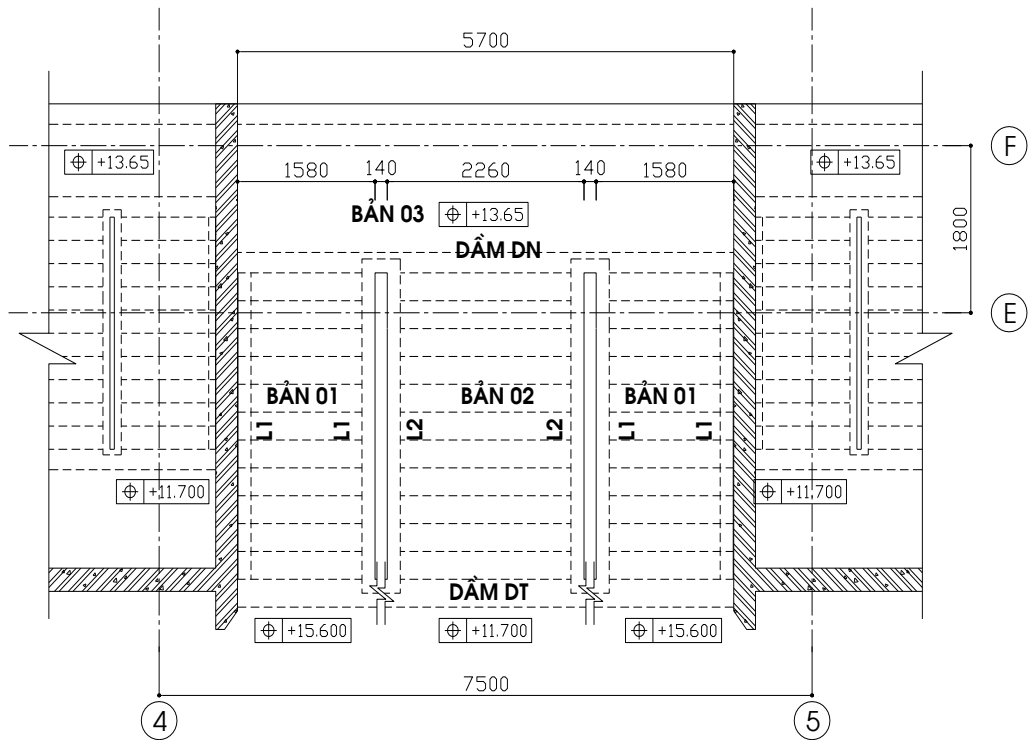 5700
F
+13.65
+13.65
1580 140 2260 140 1580
BẢN 03 +13.65
1800
DẦM DN
E
BẢN 01 BẢN 02 BẢN 01
L1 L1 L2 L2 L1 L1
+11.700
+11.700
DẦM DT
+15.600 +11.700 +15.600
7500
4 5